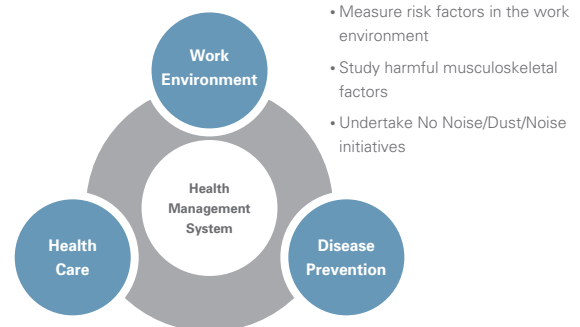 Work
Environment
• Measure risk factors in the work
environment
• Study harmful musculoskeletal
factors
• Undertake No Noise/Dust/Noise
initiatives
Health
Management
System
Health
Care
Disease
Prevention